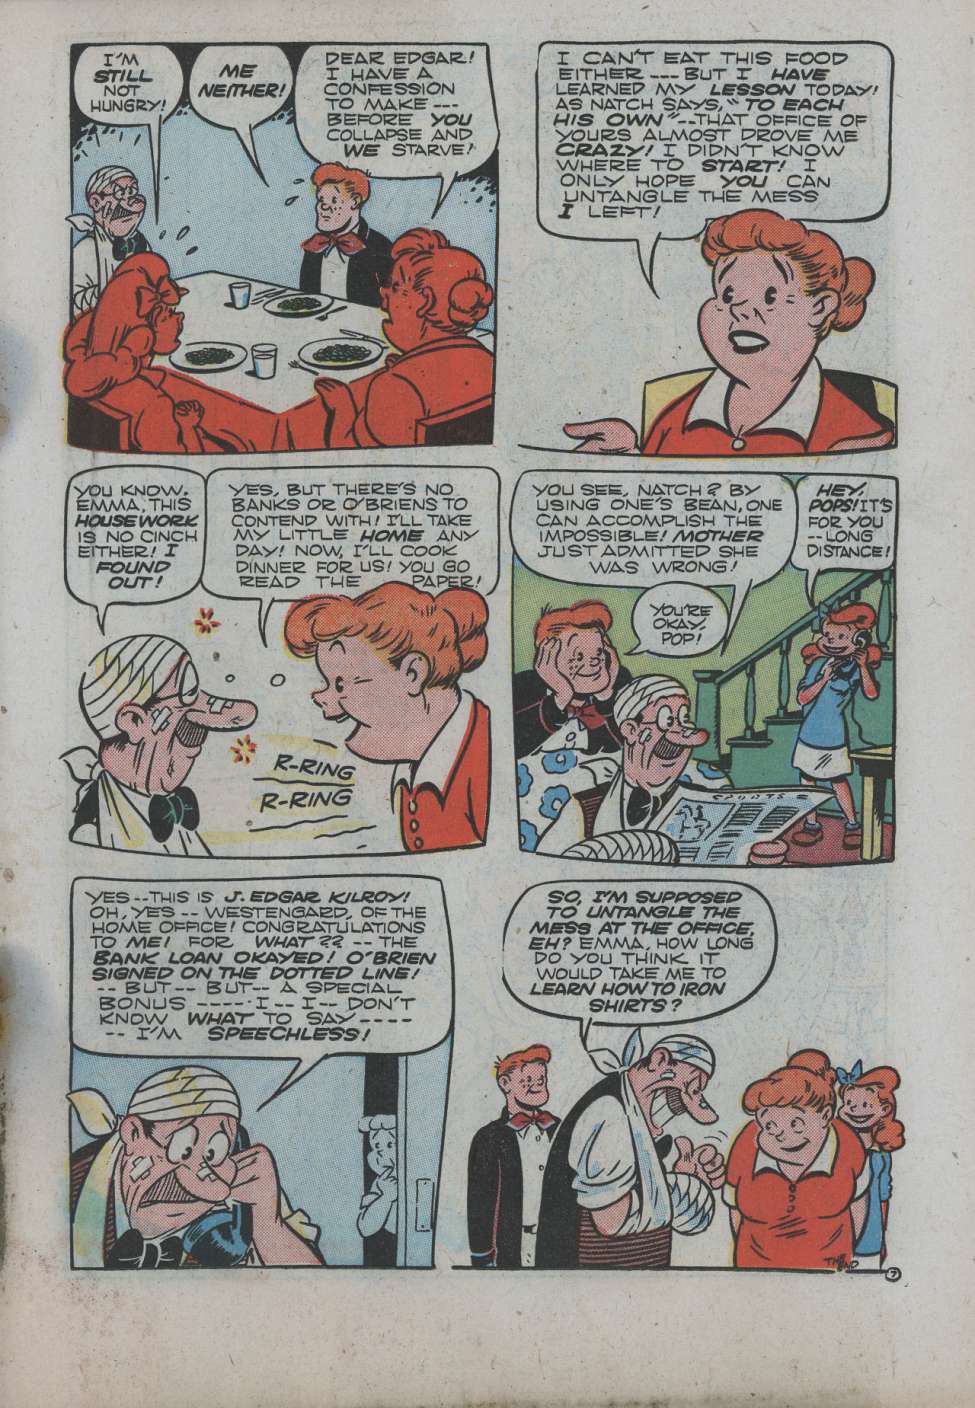 I'M
STILL
NOT
HUNGRY!
ME
NEITHER!
DEAR EDGAR!
I HAVE A
CONFESSION
TO MAKE---
BEFORE YOU
COLLAPSE AND
WE STARVE!
I CAN'T EAT THIS FOOD
EITHER --- BUT I HAVE
LEARNED MY LESSON TODAY!
AS NATCH SAYS, "TO EACH
HIS OWN"--THAT OFFICE OF
YOURS ALMOST DROVE ME
CRAZY! I DIDN'T KNOW
WHERE TO START! I
ONLY HOPE YOU CAN
UNTANGLE THE MESS
I LEFT!
YOU KNOW,
EMMA, THIS
HOUSEWORK
IS NO CINCH
EITHER! I
FOUND
OUT!
YES, BUT THERE'S NO
BANKS OR O'BRIENS TO
CONTEND WITH! I'LL TAKE
MY LITTLE HOME ANY
DAY! NOW, I'LL COOK
DINNER FOR US! YOU GO
READ THE PAPER!
R-RING
R-RING
YOU SEE, NATCH? BY
USING ONE'S BEAN, ONE
CAN ACCOMPLISH THE
IMPOSSIBLE! MOTHER
JUST ADMITTED SHE
WAS WRONG!
YOU'RE
OKAY,
POP!
HEY,
POPS! IT'S
FOR YOU
--LONG
DISTANCE!
SPORTS
YES --THIS IS J. EDGAR KILROY!
OH, YES -- WESTENGARD, OF THE
HOME OFFICE! CONGRATULATIONS
TO ME! FOR WHAT?? -- THE
BANK LOAN OKAYED! O'BRIEN
SIGNED ON THE DOTTED LINE!
-- BUT-- BUT-- A SPECIAL
BONUS ---- I -- I-- DON'T
KNOW WHAT TO SAY-----
-- I'M SPEECHLESS!
SO, I'M SUPPOSED
TO UNTANGLE THE
MESS AT THE OFFICE,
EH? EMMA, HOW LONG
DO YOU THINK IT
WOULD TAKE ME TO
LEARN HOW TO IRON
SHIRTS?
THE
END
7